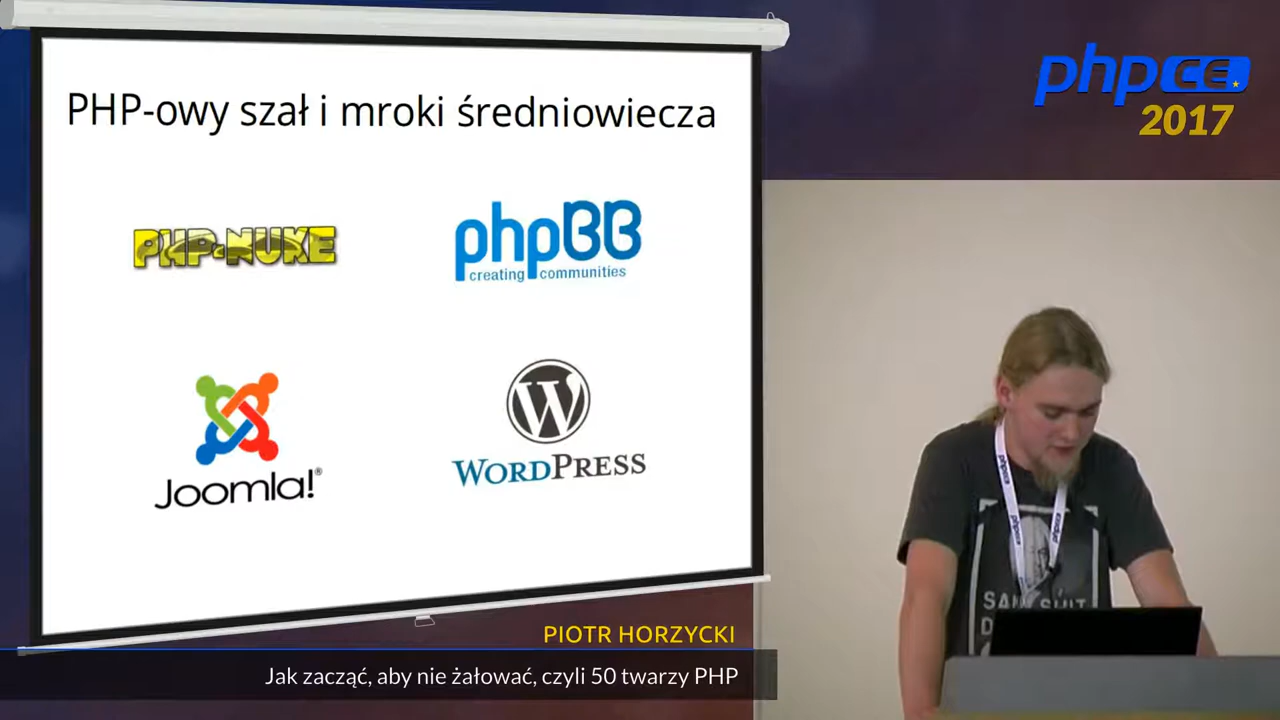 PHP-owy szał i mroki średniowiecza
PHP-NUKE
phpBB
creating communities
Joomla!®
WORDPRESS
phpCE
2017
PIOTR HORZYCKI
Jak zacząć, aby nie żałować, czyli 50 twarzy PHP